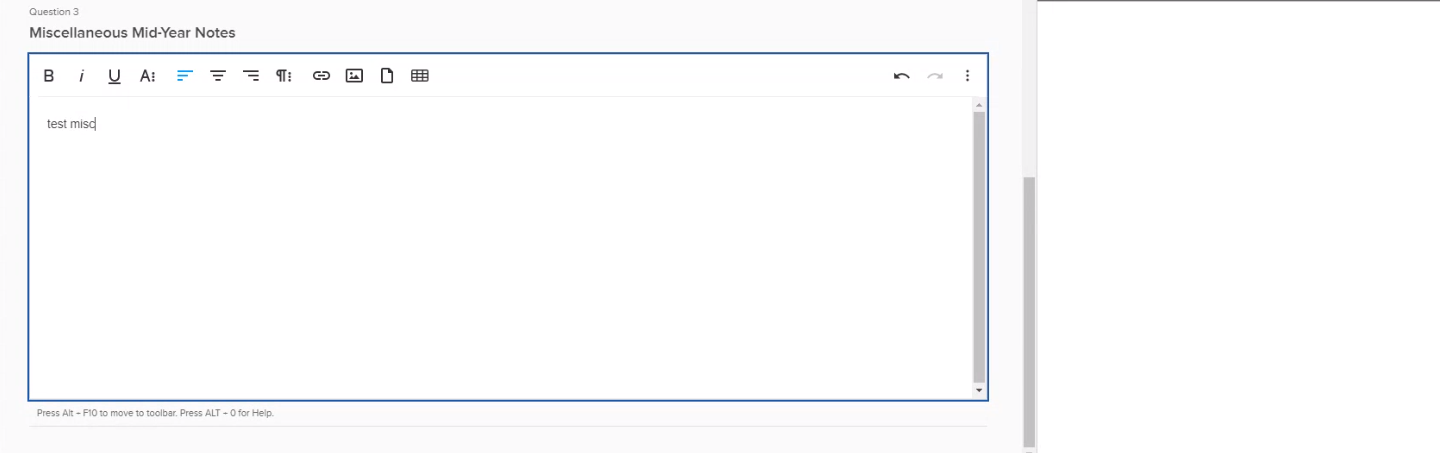 Question 3
Miscellaneous Mid-Year Notes
B i U A
test misc
Press Alt + F10 to move to toolbar. Press ALT + 0 for Help.